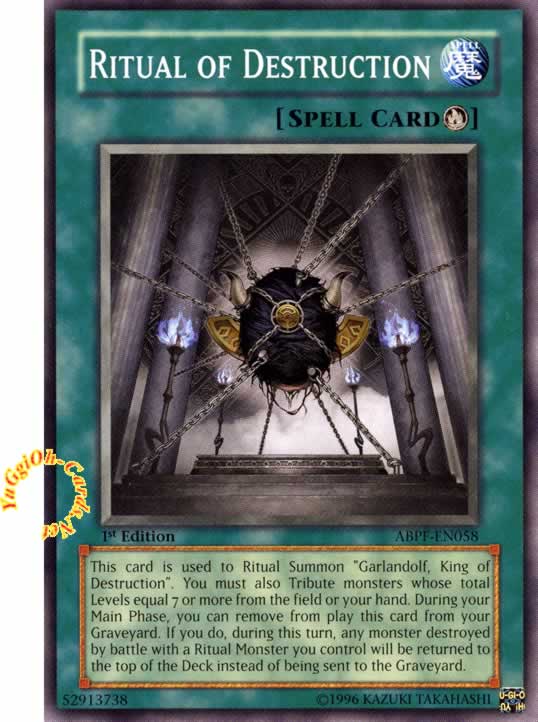 RITUAL OF DESTRUCTION
SPELL
魔
[SPELL CARD]
YuGgiOh-Cards.Net
1st Edition
ABPF-EN058
This card is used to Ritual Summon "Garlandolf, King of
Destruction". You must also Tribute monsters whose total
Levels equal 7 or more from the field or your hand. During your
Main Phase, you can remove from play this card from your
Graveyard. If you do, during this turn, any monster destroyed
by battle with a Ritual Monster you control will be returned to
the top of the Deck instead of being sent to the Graveyard.
52913738
©1996 KAZUKI TAKAHASHI